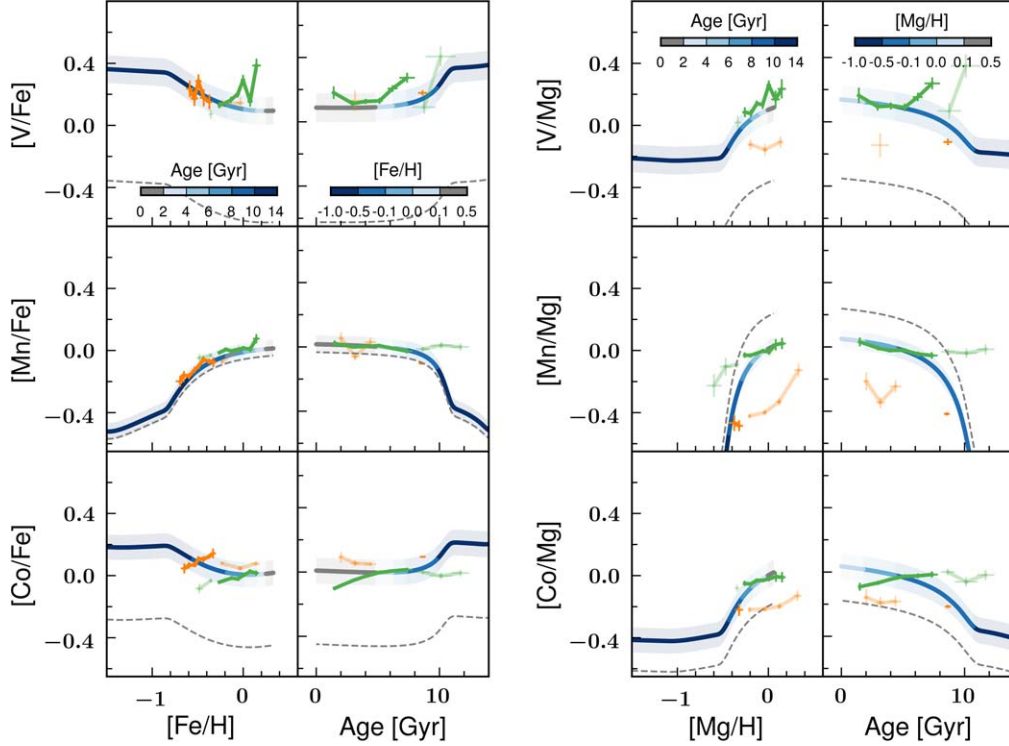 [V/Fe]
0.4
0.0
−0.4
Age [Gyr]
0 2 4 6 8 10 14
[Fe/H]
-1.0 -0.5 -0.1 0.0 0.1 0.5
[V/Mg]
0.4
0.0
−0.4
Age [Gyr]
0 2 4 6 8 10 14
[Mg/H]
-1.0 -0.5 -0.1 0.0 0.1 0.5
[Mn/Fe]
0.4
0.0
−0.4
[Mn/Mg]
0.4
0.0
−0.4
[Co/Fe]
0.4
0.0
−0.4
[Co/Mg]
0.4
0.0
−0.4
−1 0 0 10
[Fe/H] Age [Gyr]
−1 0 0 10
[Mg/H] Age [Gyr]